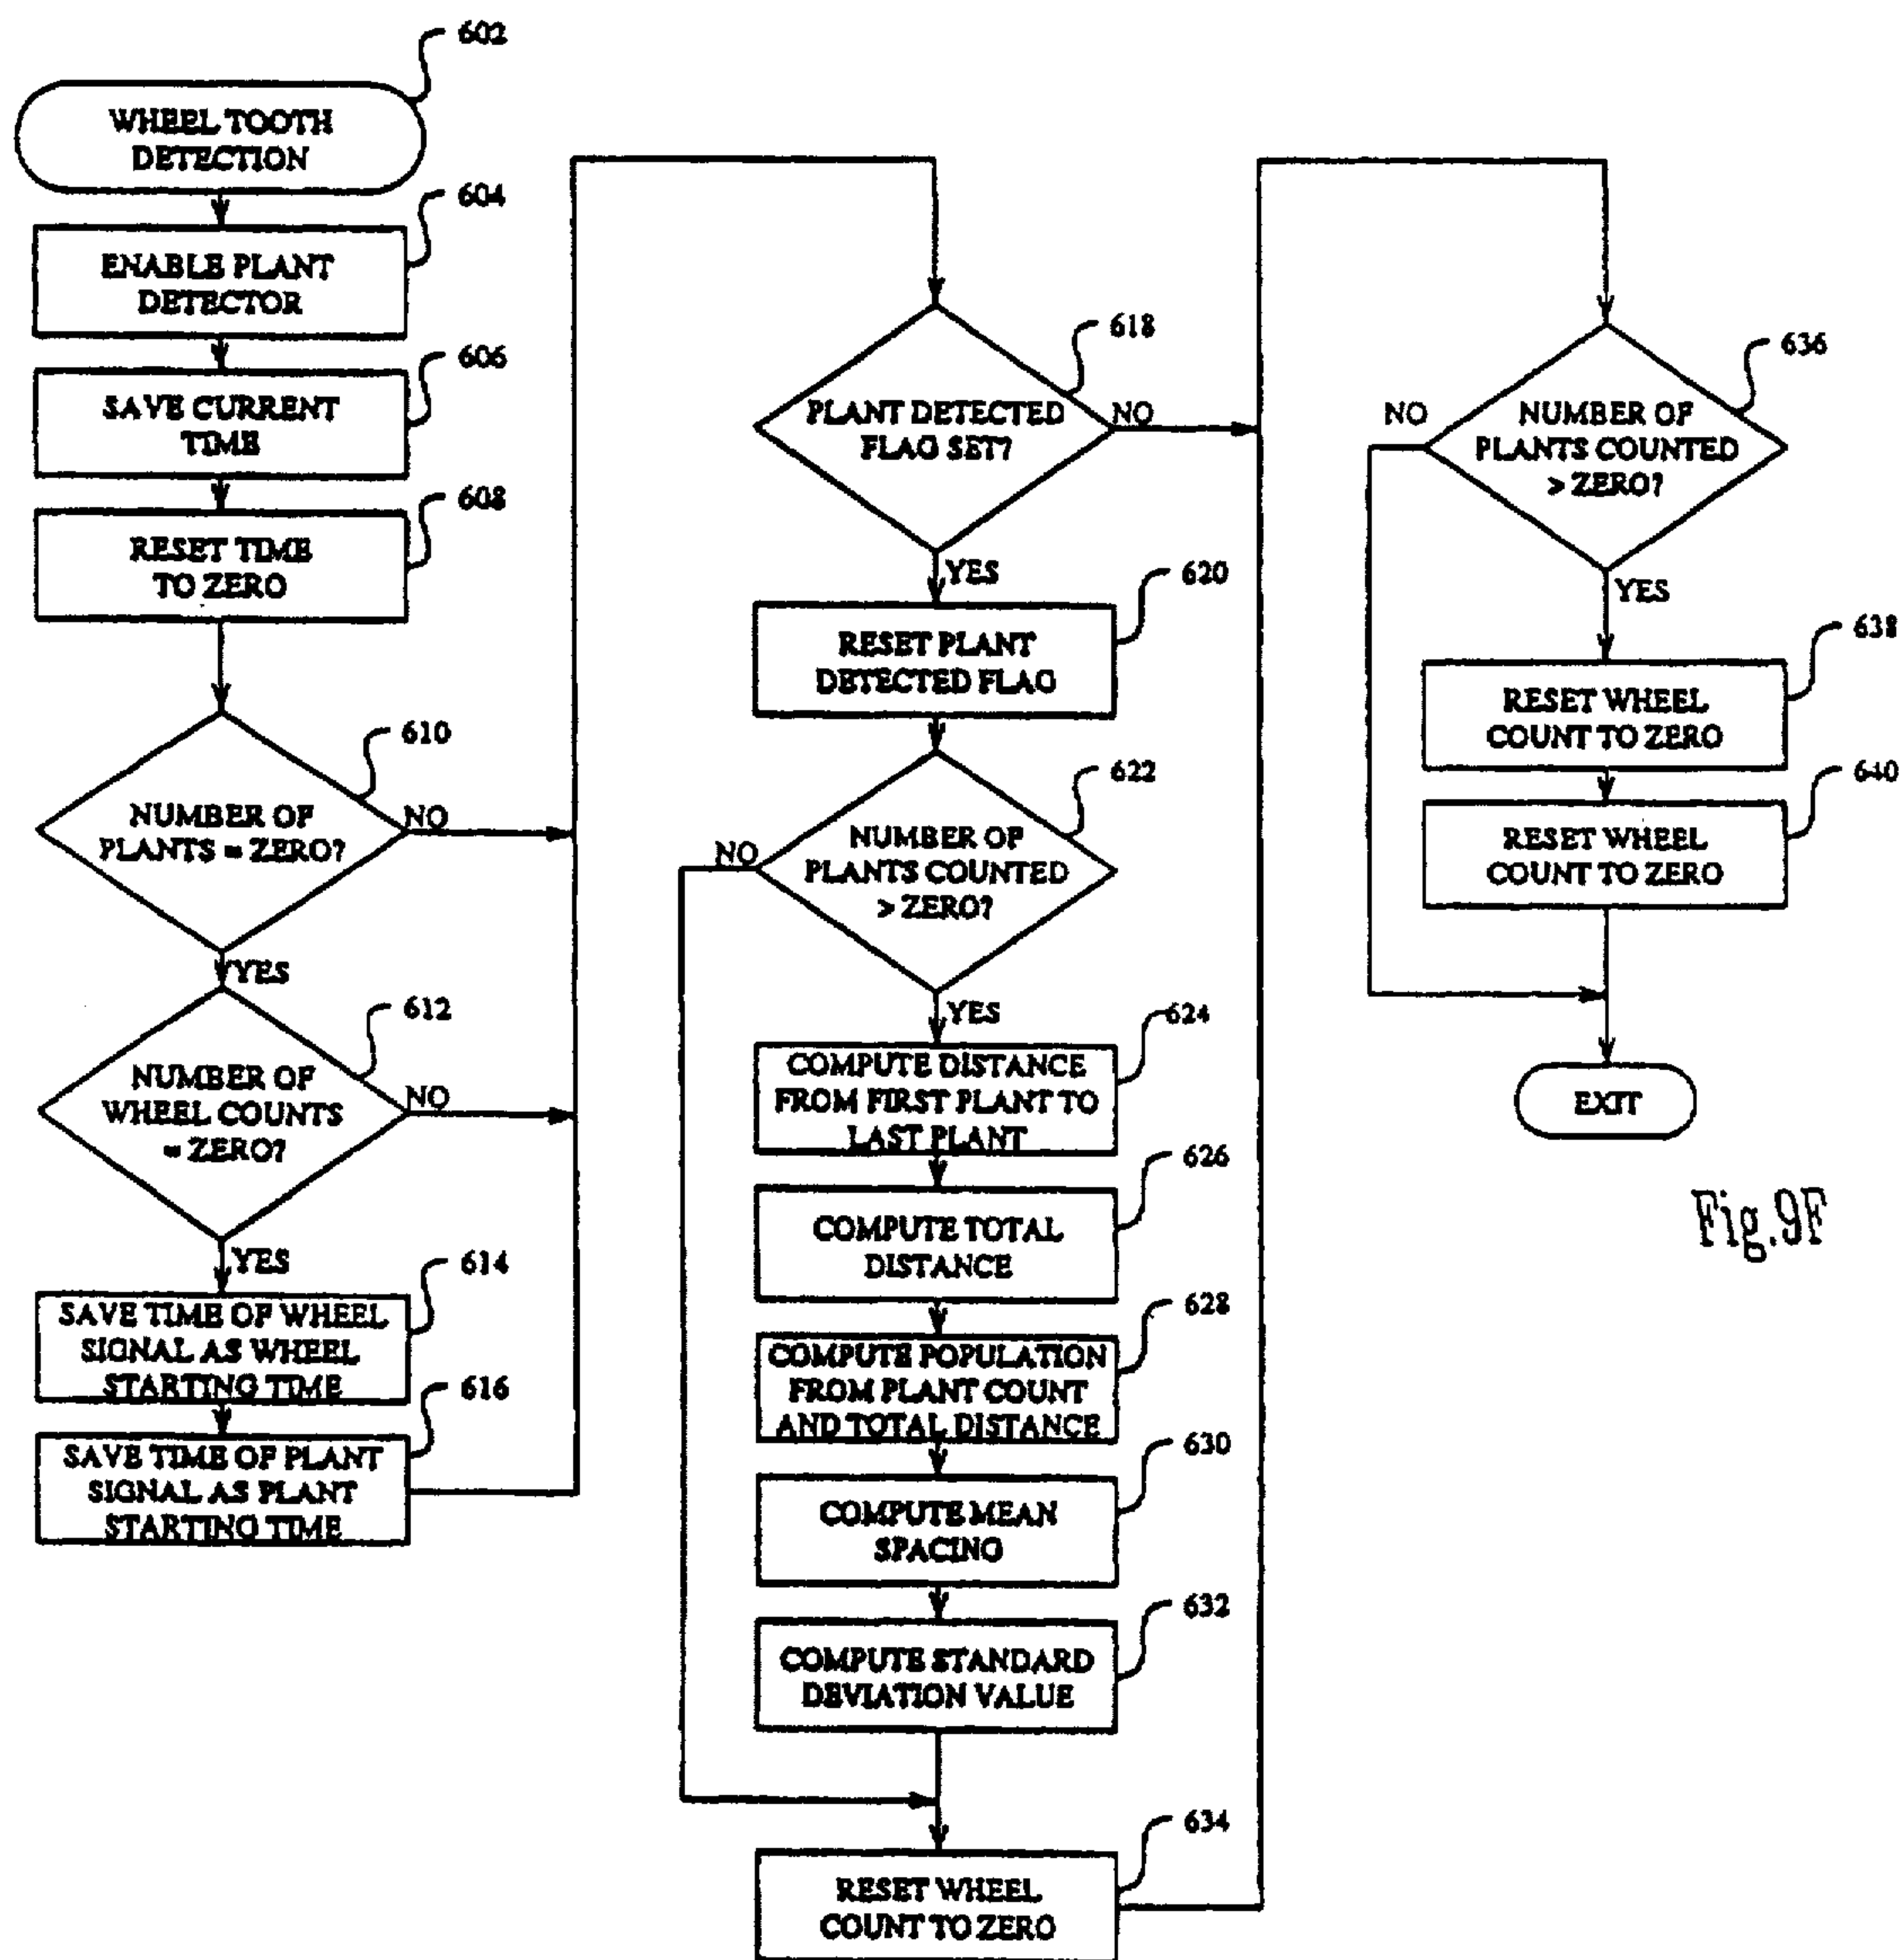 602
WHEEL TOOTH
DETECTION
604
ENABLE PLANT
DETECTOR
606
SAVE CURRENT
TIME
608
RESET TIME
TO ZERO
610
NUMBER OF
PLANTS = ZERO?
NO
YES
612
NUMBER OF
WHEEL COUNTS
= ZERO?
NO
YES
614
SAVE TIME OF WHEEL
SIGNAL AS WHEEL
STARTING TIME
616
SAVE TIME OF PLANT
SIGNAL AS PLANT
STARTING TIME
618
PLANT DETECTED
FLAG SET?
NO
YES
620
RESET PLANT
DETECTED FLAG
622
NUMBER OF
PLANTS COUNTED
> ZERO?
NO
YES
624
COMPUTE DISTANCE
FROM FIRST PLANT TO
LAST PLANT
626
COMPUTE TOTAL
DISTANCE
628
COMPUTE POPULATION
FROM PLANT COUNT
AND TOTAL DISTANCE
630
COMPUTE MEAN
SPACING
632
COMPUTE STANDARD
DEVIATION VALUE
634
RESET WHEEL
COUNT TO ZERO
636
NUMBER OF
PLANTS COUNTED
> ZERO?
NO
YES
638
RESET WHEEL
COUNT TO ZERO
640
RESET WHEEL
COUNT TO ZERO
EXIT
Fig.9F